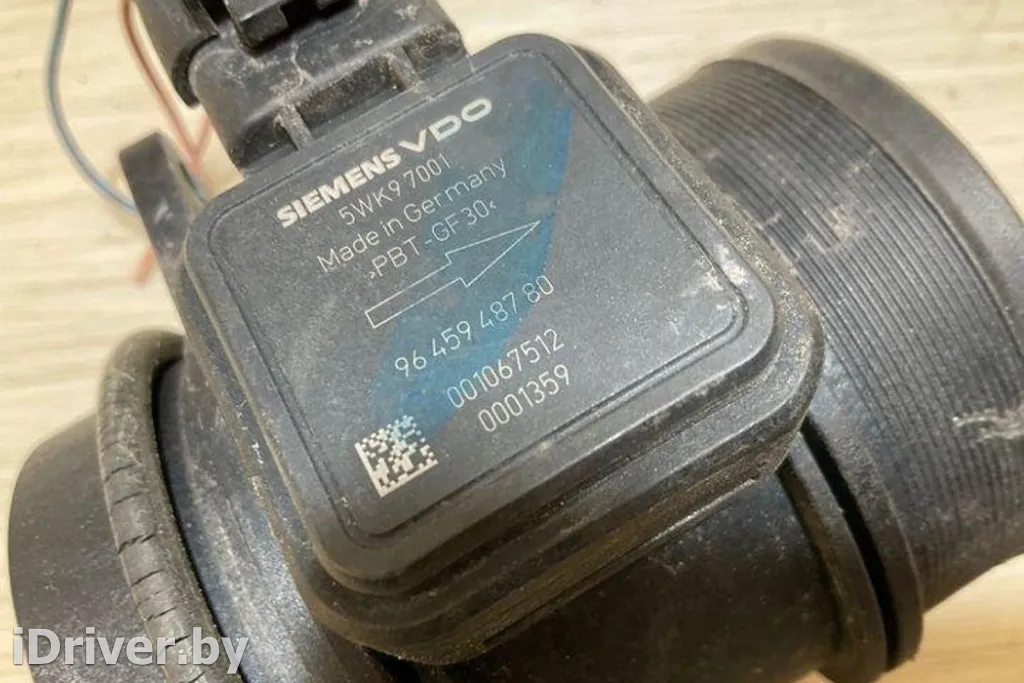 SIEMENS VDO
5WK9 7001
Made in Germany
>PBT-GF30<
96 459 487 80
001067512
0001359
iDriver.by